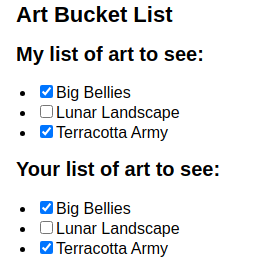 Art Bucket List
My list of art to see:
Big Bellies
Lunar Landscape
Terracotta Army
Your list of art to see:
Big Bellies
Lunar Landscape
Terracotta Army